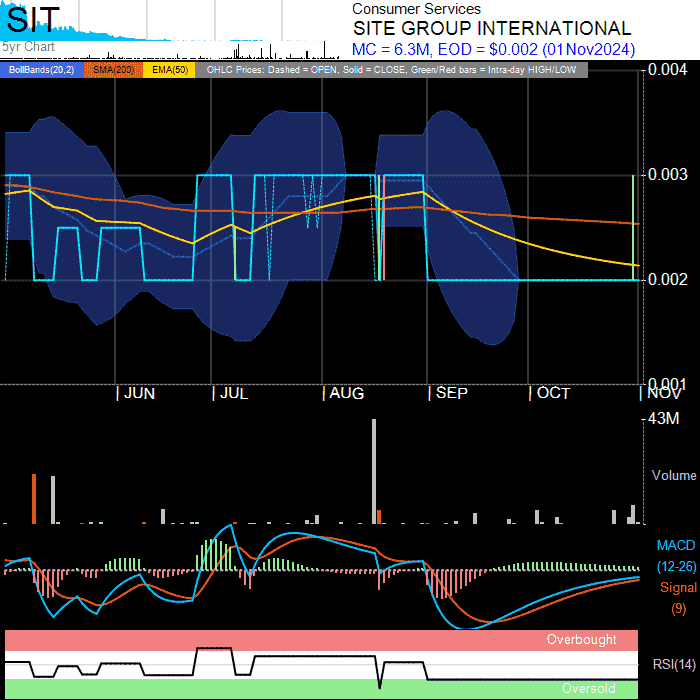 SIT
Consumer Services
SITE GROUP INTERNATIONAL
MC = 6.3M, EOD = $0.002 (01Nov2024)
5yr Chart
BollBands(20,2) SMA(200) EMA(50) OHLC Prices: Dashed = OPEN, Solid = CLOSE, Green/Red bars = Intra-day HIGH/LOW
0.004
0.003
0.002
0.001
| JUN | JUL | AUG | SEP | OCT | NOV
43M
Volume
MACD
(12-26)
Signal
(9)
Overbought
RSI(14)
Oversold